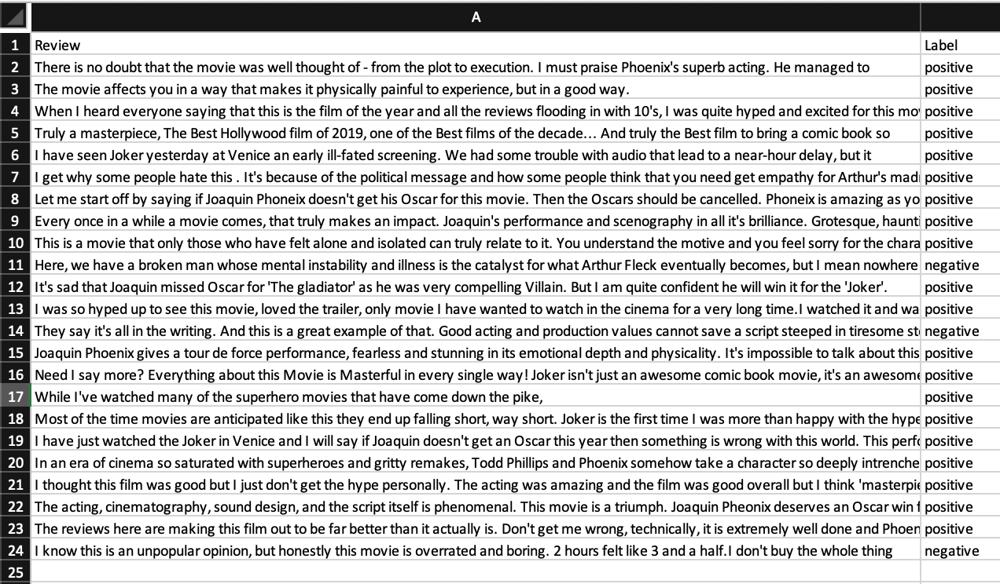 A
1 Review Label
2 There is no doubt that the movie was well thought of - from the plot to execution. I must praise Phoenix's superb acting. He managed to positive
3 The movie affects you in a way that makes it physically painful to experience, but in a good way. positive
4 When I heard everyone saying that this is the film of the year and all the reviews flooding in with 10's, I was quite hyped and excited for this mov positive
5 Truly a masterpiece, The Best Hollywood film of 2019, one of the Best films of the decade... And truly the Best film to bring a comic book so positive
6 I have seen Joker yesterday at Venice an early ill-fated screening. We had some trouble with audio that lead to a near-hour delay, but it positive
7 I get why some people hate this . It's because of the political message and how some people think that you need get empathy for Arthur's mad positive
8 Let me start off by saying if Joaquin Phoneix doesn't get his Oscar for this movie. Then the Oscars should be cancelled. Phoneix is amazing as yo positive
9 Every once in a while a movie comes, that truly makes an impact. Joaquin's performance and scenography in all it's brilliance. Grotesque, haunti positive
10 This is a movie that only those who have felt alone and isolated can truly relate to it. You understand the motive and you feel sorry for the chara positive
11 Here, we have a broken man whose mental instability and illness is the catalyst for what Arthur Fleck eventually becomes, but I mean nowhere negative
12 It's sad that Joaquin missed Oscar for 'The gladiator' as he was very compelling Villain. But I am quite confident he will win it for the 'Joker'. positive
13 I was so hyped up to see this movie, loved the trailer, only movie I have wanted to watch in the cinema for a very long time.I watched it and wa positive
14 They say it's all in the writing. And this is a great example of that. Good acting and production values cannot save a script steeped in tiresome st negative
15 Joaquin Phoenix gives a tour de force performance, fearless and stunning in its emotional depth and physicality. It's impossible to talk about this positive
16 Need I say more? Everything about this Movie is Masterful in every single way! Joker isn't just an awesome comic book movie, it's an awesome positive
17 While I've watched many of the superhero movies that have come down the pike, positive
18 Most of the time movies are anticipated like this they end up falling short, way short. Joker is the first time I was more than happy with the hype positive
19 I have just watched the Joker in Venice and I will say if Joaquin doesn't get an Oscar this year then something is wrong with this world. This perfo positive
20 In an era of cinema so saturated with superheroes and gritty remakes, Todd Phillips and Phoenix somehow take a character so deeply intrenche positive
21 I thought this film was good but I just don't get the hype personally. The acting was amazing and the film was good overall but I think 'masterpie positive
22 The acting, cinematography, sound design, and the script itself is phenomenal. This movie is a triumph. Joaquin Pheonix deserves an Oscar win f positive
23 The reviews here are making this film out to be far better than it actually is. Don't get me wrong, technically, it is extremely well done and Phoen positive
24 I know this is an unpopular opinion, but honestly this movie is overrated and boring. 2 hours felt like 3 and a half.I don't buy the whole thing negative
25